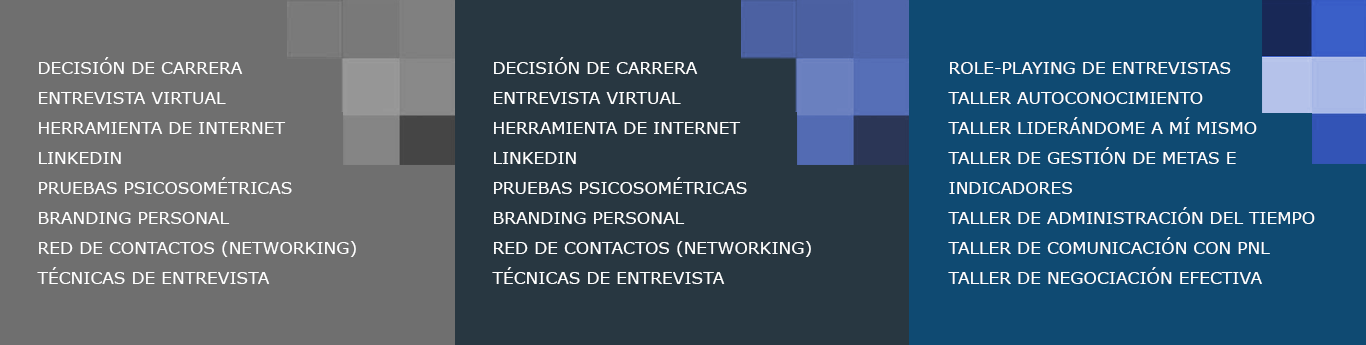 DECISIÓN DE CARRERA
ENTREVISTA VIRTUAL
HERRAMIENTA DE INTERNET
LINKEDIN
PRUEBAS PSICOSOMÉTRICAS
BRANDING PERSONAL
RED DE CONTACTOS (NETWORKING)
TÉCNICAS DE ENTREVISTA
DECISIÓN DE CARRERA
ENTREVISTA VIRTUAL
HERRAMIENTA DE INTERNET
LINKEDIN
PRUEBAS PSICOSOMÉTRICAS
BRANDING PERSONAL
RED DE CONTACTOS (NETWORKING)
TÉCNICAS DE ENTREVISTA
ROLE-PLAYING DE ENTREVISTAS
TALLER AUTOCONOCIMIENTO
TALLER LIDERÁNDOME A MÍ MISMO
TALLER DE GESTIÓN DE METAS E
INDICADORES
TALLER DE ADMINISTRACIÓN DEL TIEMPO
TALLER DE COMUNICACIÓN CON PNL
TALLER DE NEGOCIACIÓN EFECTIVA